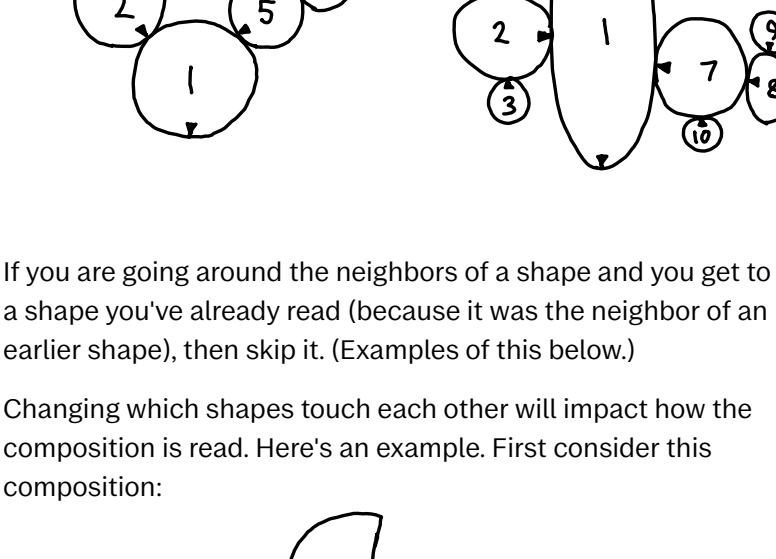 2
5
1
2
1
3
7
9
8
10
If you are going around the neighbors of a shape and you get to
a shape you've already read (because it was the neighbor of an
earlier shape), then skip it. (Examples of this below.)
Changing which shapes touch each other will impact how the
composition is read. Here's an example. First consider this
composition: